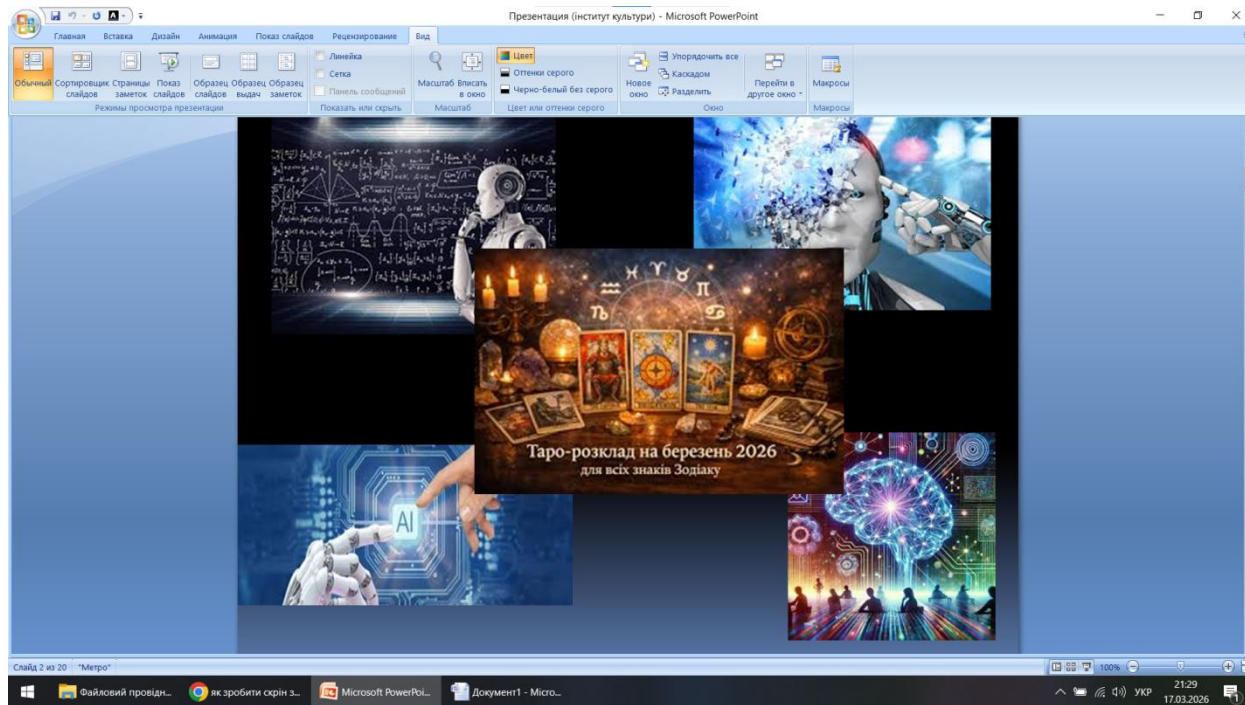 Презентация (інститут культури) - Microsoft PowerPoint
Главная Вставка Дизайн Анимация Показ слайдов Рецензирование Вид
Обычный
Сортировщик слайдов
Страницы заметок
Показ слайдов
Образец слайдов
Образец выдач
Образец заметок
Режимы просмотра презентации
Линейка
Сетка
Панель сообщений
Показать или скрыть
Масштаб
Вписать в окно
Масштаб
Цвет
Оттенки серого
Черно-белый без серого
Цвет или оттенки серого
Новое окно
Упорядочить все
Каскадом
Разделить
Перейти в другое окно
Окно
Макросы
Макросы
AI
Таро-розклад на березень 2026
для всіх знаків Зодіаку
Слайд 2 из 20 "Метро"
100%
Файловий провідн...
як зробити скрін з...
Microsoft PowerPoi...
Документ1 - Micro...
УКР
21:29
17.03.2026